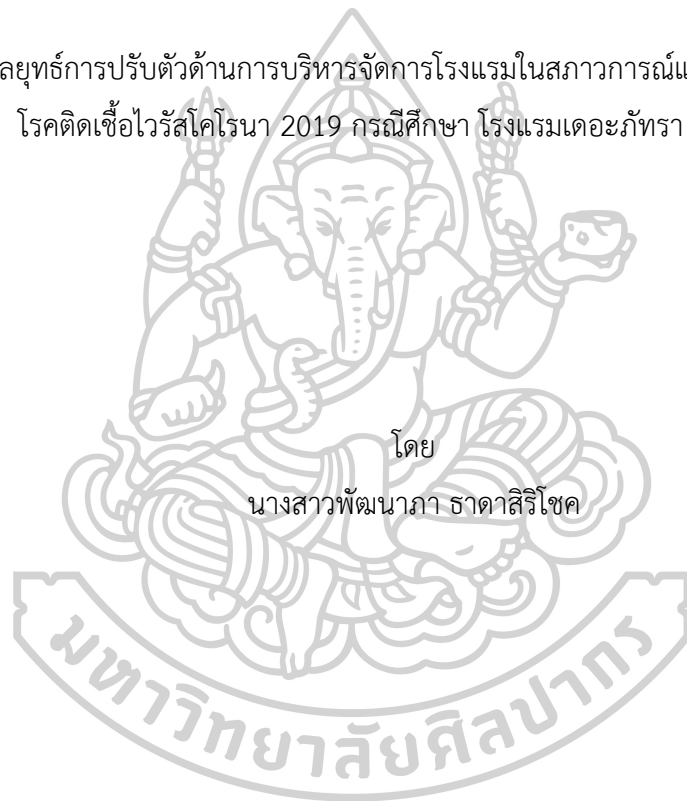 ลยุทธ์การปรับตัวด้านการบริหารจัดการโรงแรมในสภาวการณ์แ
โรคติดเชื้อไวรัสโคโรนา 2019 กรณีศึกษา โรงแรมเดอะภัทรา
โดย
นางสาวพัฒนาภา ธาดาสิริโชค
มหาวิทยาลัยศิลปากร